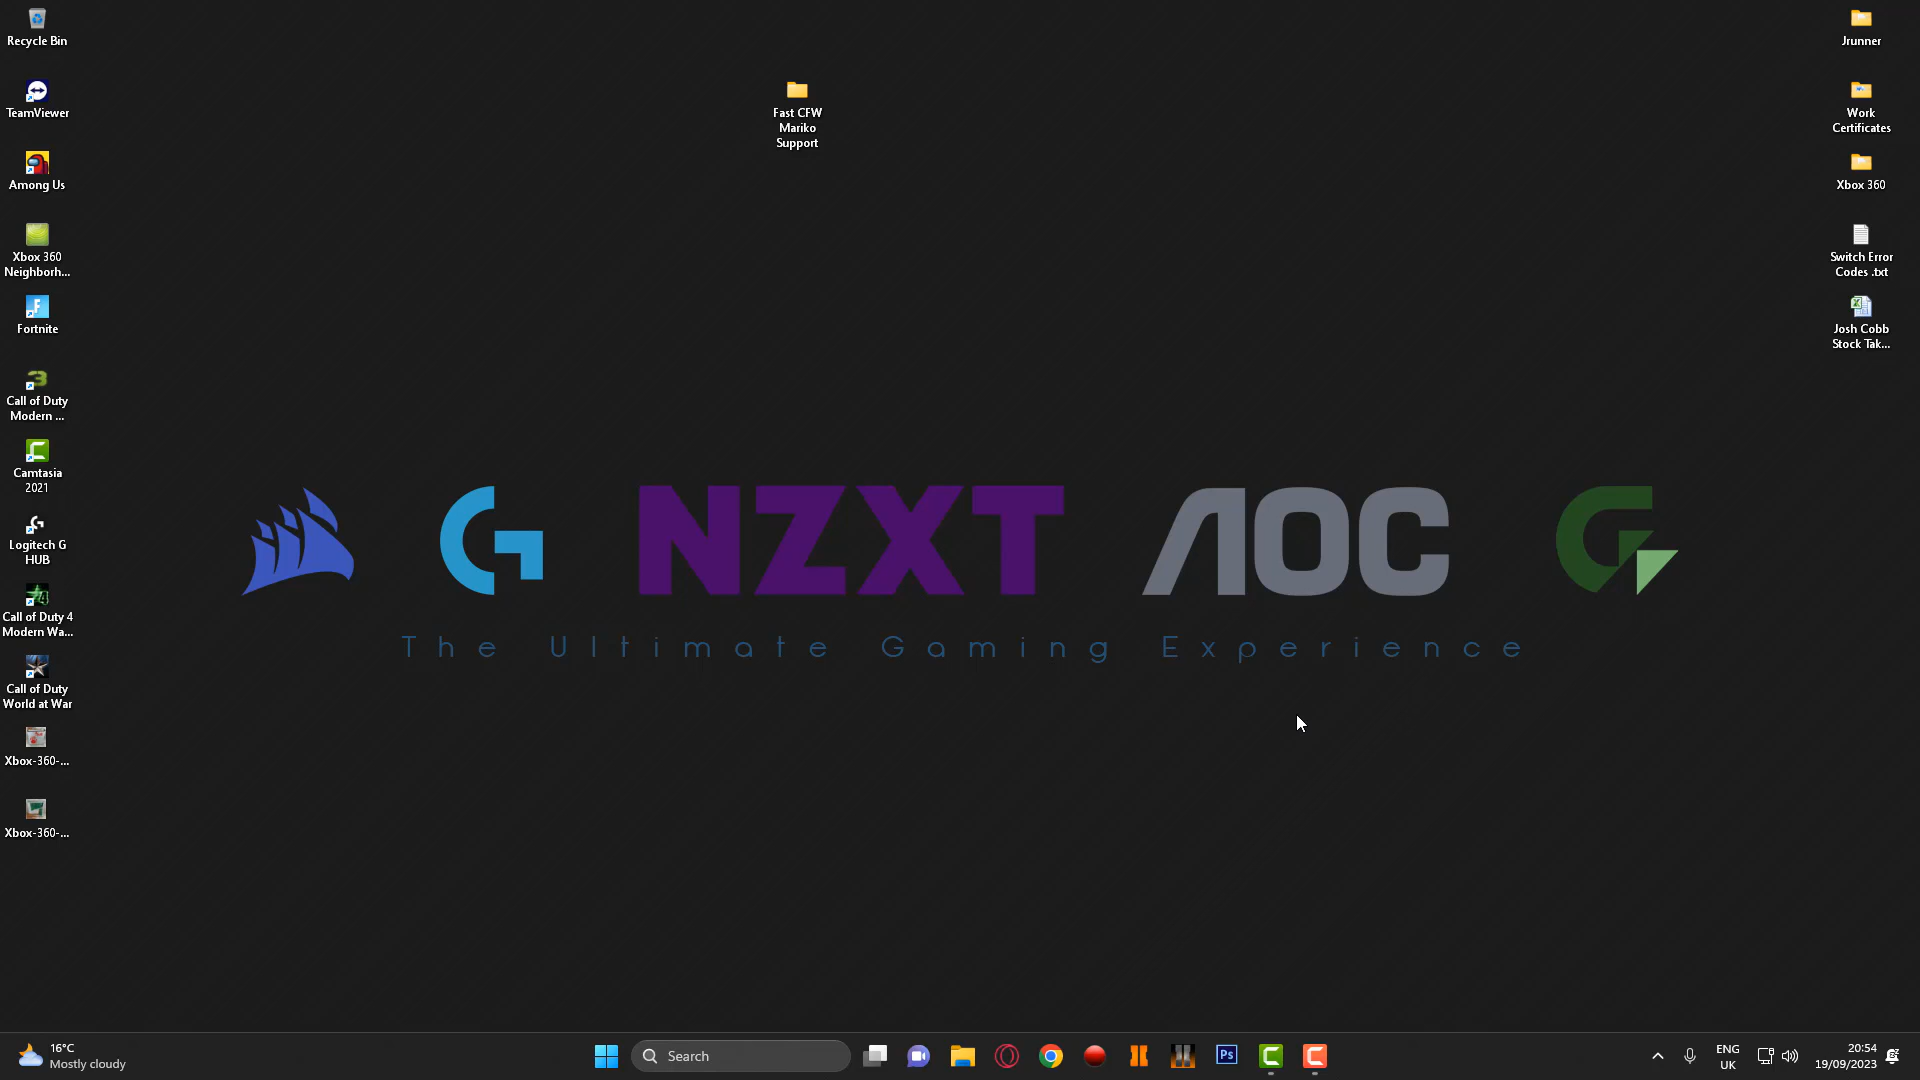 Recycle Bin
TeamViewer
Among Us
Xbox 360
Neighborh...
Fortnite
Call of Duty
Modern ...
Camtasia
2021
Logitech G
HUB
Call of Duty 4
Modern Wa...
Call of Duty
World at War
Xbox-360-...
Xbox-360-...
Fast CFW
Mariko
Support
Jrunner
Work
Certificates
Xbox 360
Switch Error
Codes .txt
Josh Cobb
Stock Tak...
NZXT AOC
The Ultimate Gaming Experience
16°C
Mostly cloudy
Search
Ps
ENG
UK
20:54
19/09/2023